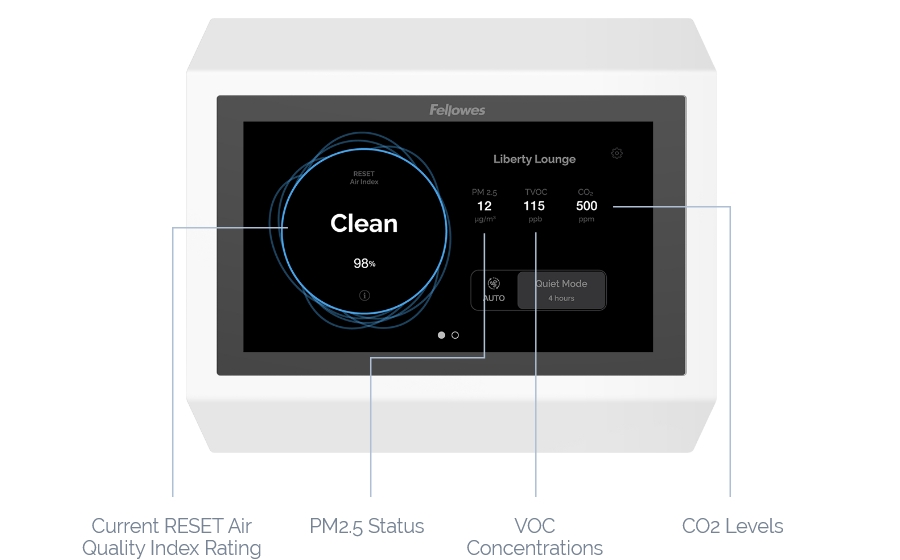 Fellowes
Liberty Lounge
RESET
Air Index
Clean
98%
PM 2.5
12
µg/m³
TVOC
115
ppb
CO₂
500
ppm
AUTO
Quiet Mode
4 hours
Current RESET Air
Quality Index Rating
PM2.5 Status
VOC
Concentrations
CO2 Levels